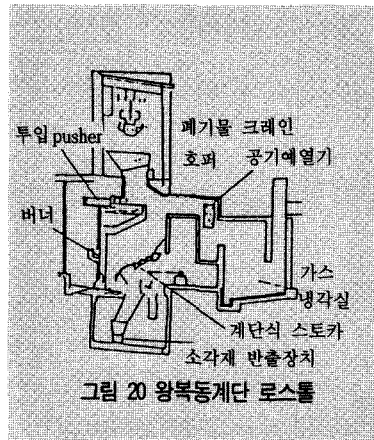 투입 pusher
폐기물 크레인
호퍼
공기예열기
버너
가스
냉각실
계단식 스토카
소각재 반출장치
그림 20 왕복동계단 로스톨